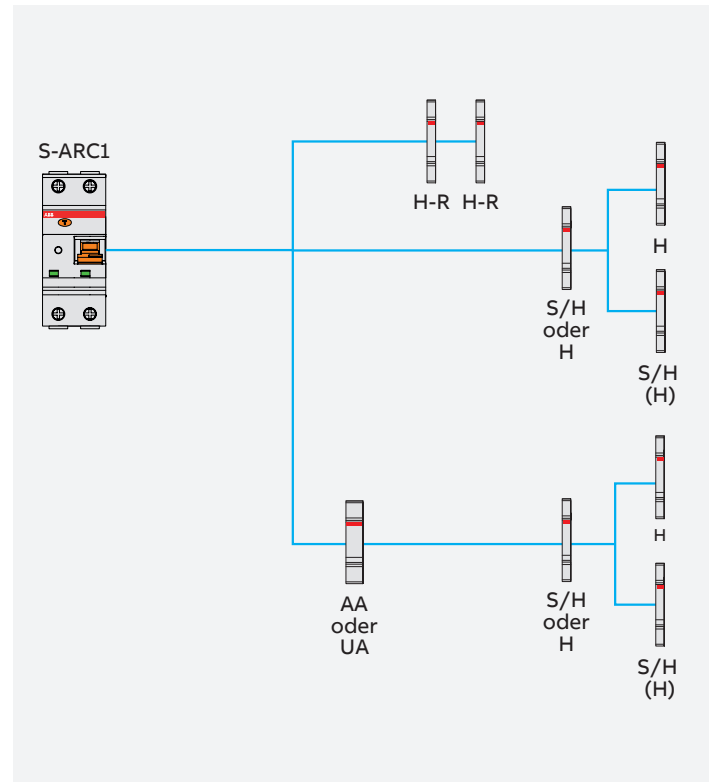 S-ARC1
ABB
H-R H-R
H
S/H
oder
H
S/H
(H)
H
AA
oder
UA
S/H
oder
H
S/H
(H)